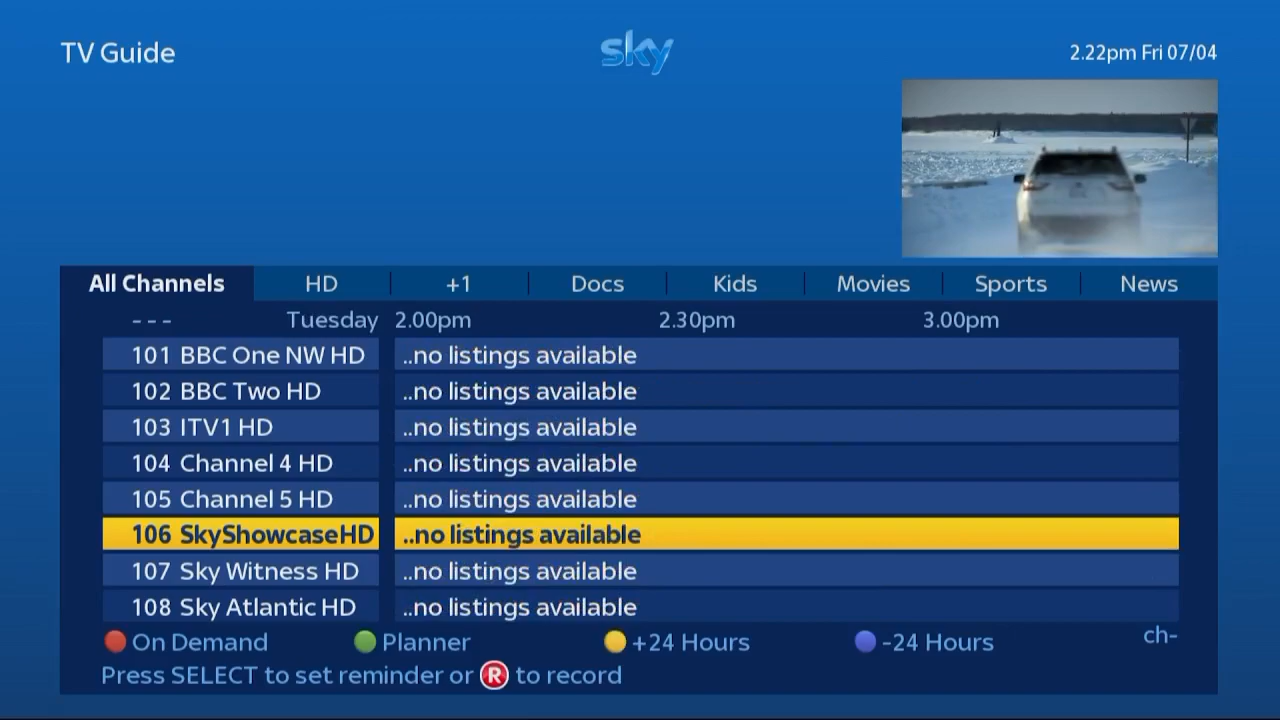 TV Guide
sky
2.22pm Fri 07/04
All Channels HD +1 Docs Kids Movies Sports News
--- Tuesday 2.00pm 2.30pm 3.00pm
101 BBC One NW HD ..no listings available
102 BBC Two HD ..no listings available
103 ITV1 HD ..no listings available
104 Channel 4 HD ..no listings available
105 Channel 5 HD ..no listings available
106 SkyShowcaseHD ..no listings available
107 Sky Witness HD ..no listings available
108 Sky Atlantic HD ..no listings available
On Demand Planner +24 Hours -24 Hours ch-
Press SELECT to set reminder or R to record